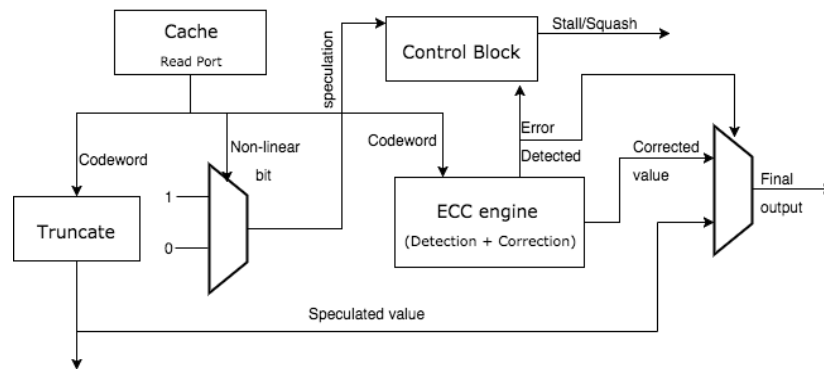 Cache
Read Port
Stall/Squash
Control Block
speculation
Codeword
Non-linear
bit
Codeword
Error
Detected
Corrected
value
Final
output
1
0
Truncate
ECC engine
(Detection + Correction)
Speculated value